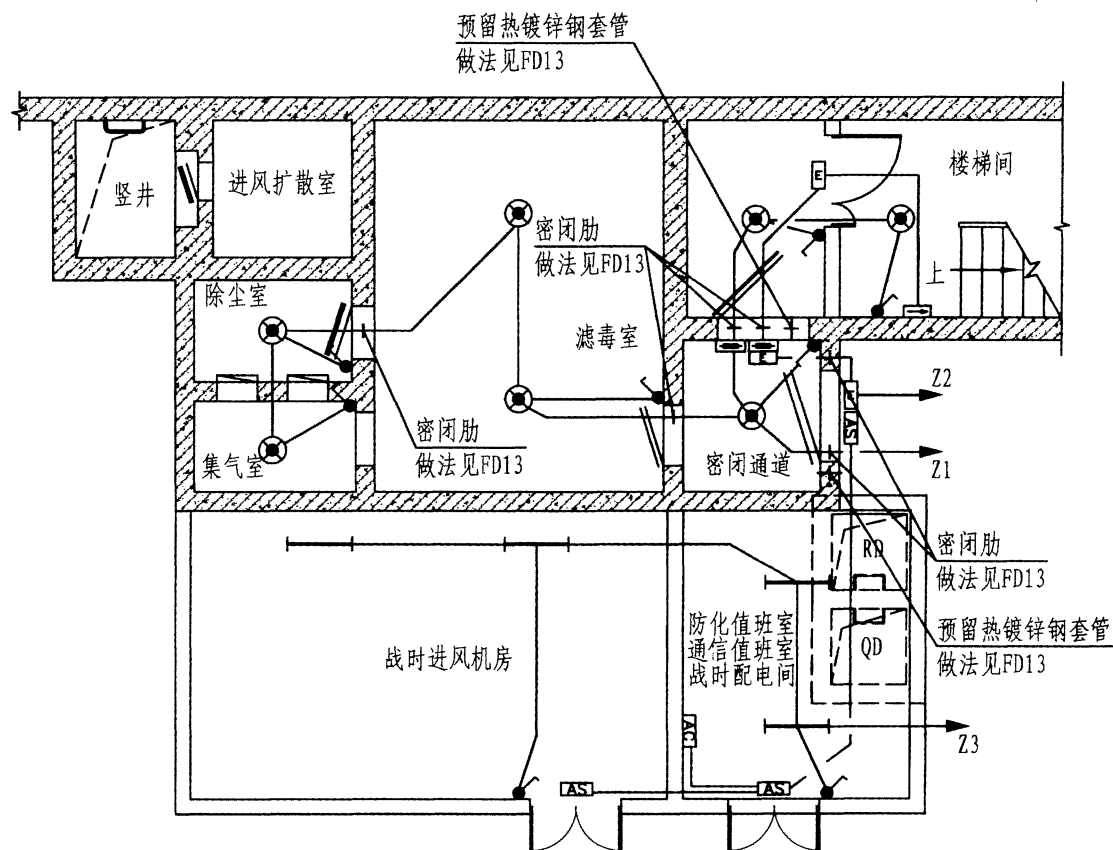 预留热镀锌钢套管
做法见FD13
竖井
进风扩散室
楼梯间
E
密闭肋
做法见FD13
上
除尘室
滤毒室
E
Z2
密闭肋
做法见FD13
集气室
密闭通道
AS
Z1
RD
密闭肋
做法见FD13
防化值班室
通信值班室
战时配电间
QD
预留热镀锌钢套管
做法见FD13
战时进风机房
AC
Z3
AS
AS